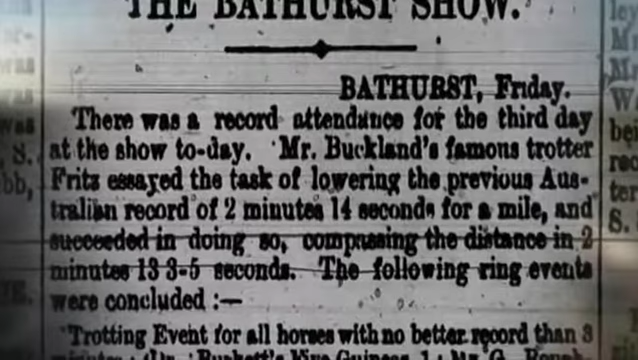 THE BATHURST SHOW.
BATHURST, Friday.
There was a record attendance for the third day
at the show to-day. Mr. Buckland's famous trotter
Fritz essayed the task of lowering the previous Aus-
tralian record of 2 minutes 14 seconds for a mile, and
succeeded in doing so, compassing the distance in 2
minutes 13 3-5 seconds. The following ring events
were concluded :—
Trotting Event for all horses with no better record than 3